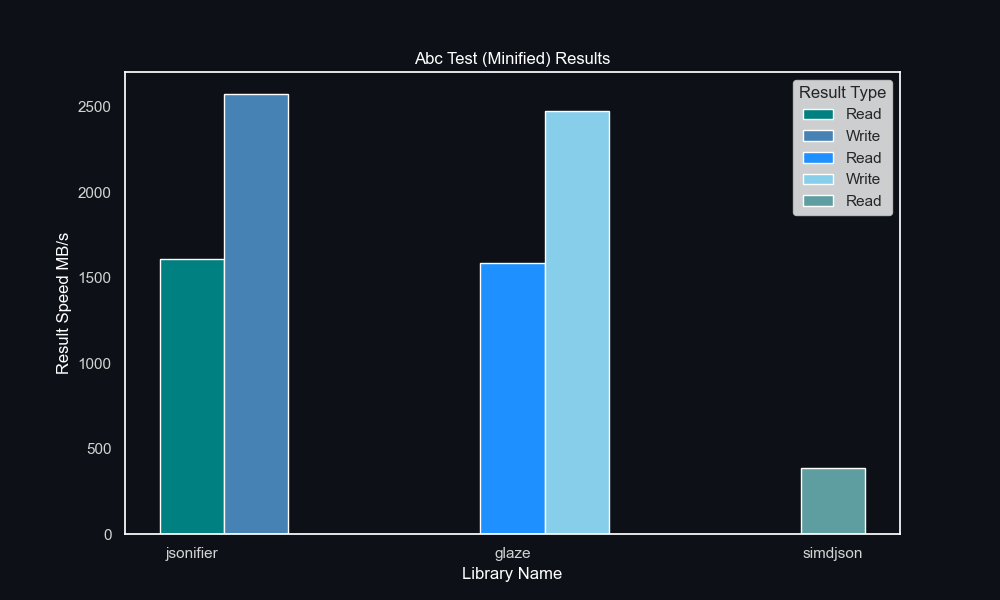 Abc Test (Minified) Results
Result Type
Read
Write
Read
Write
Read
Result Speed MB/s
2500
2000
1500
1000
500
0
jsonifier
glaze
simdjson
Library Name